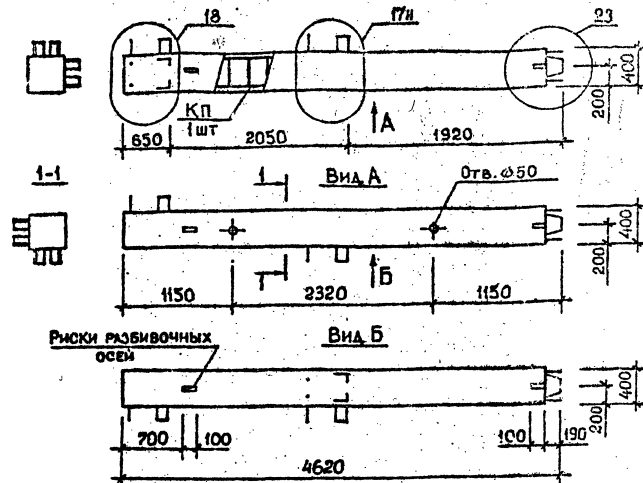 18
17н
23
КП
1шт
А
400
200
650
2050
1920
1-1
1
Вид А
Отв. ⌀50
400
200
1
Б
1150
2320
1150
Риски разбивочных
осей
Вид Б
400
200
700
100
100
190
4620